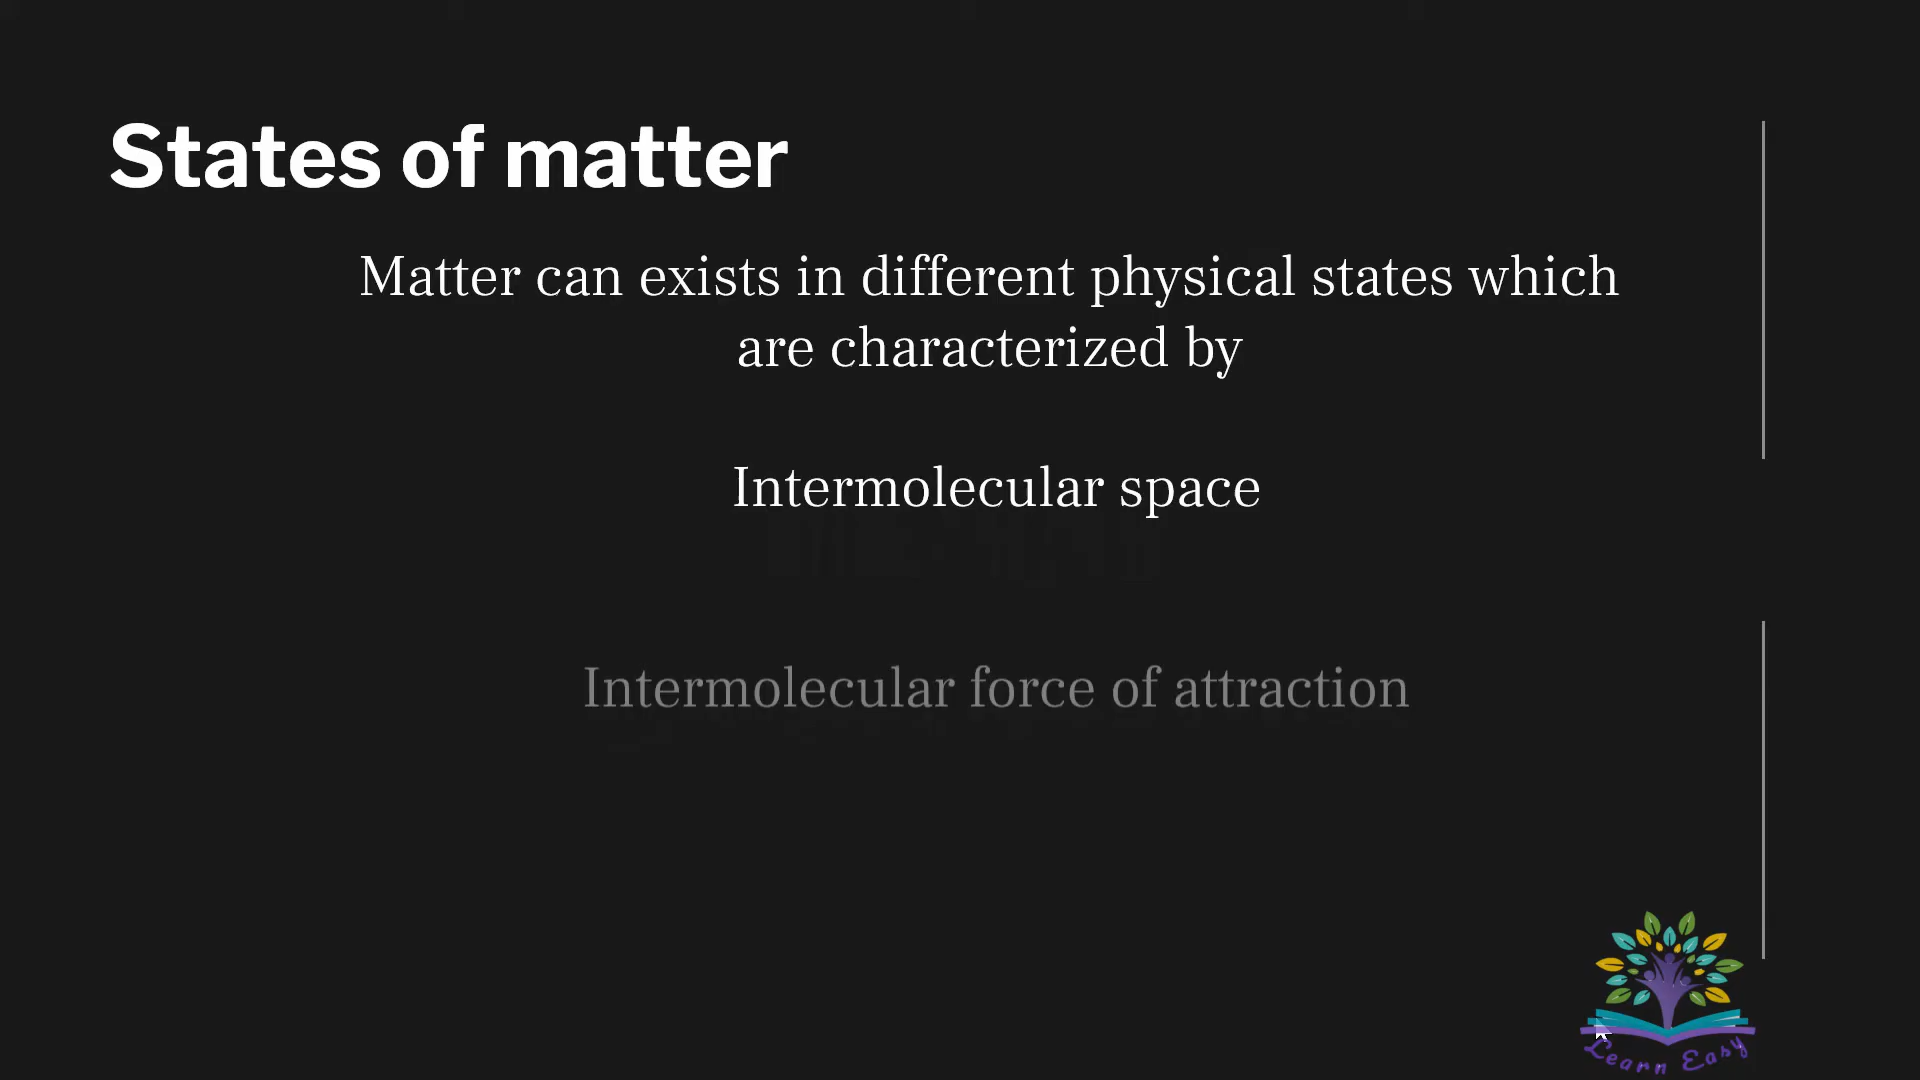 States of matter
Matter can exists in different physical states which
are characterized by
Intermolecular space
Intermolecular force of attraction
Learn Easy